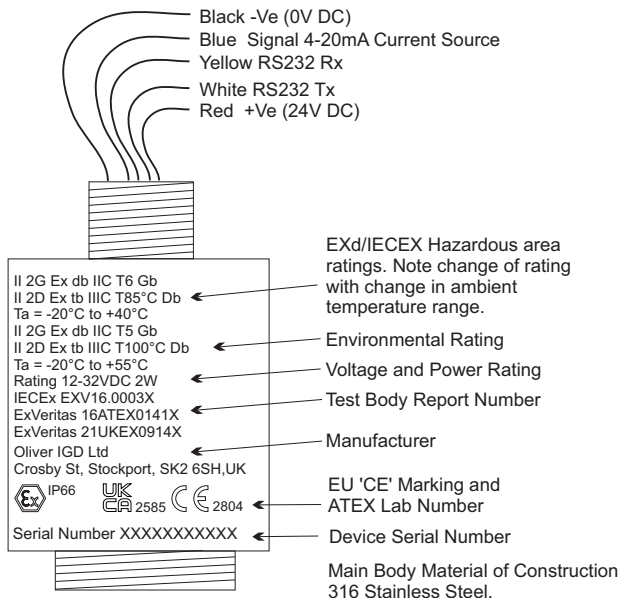 Black -Ve (0V DC)
Blue Signal 4-20mA Current Source
Yellow RS232 Rx
White RS232 Tx
Red +Ve (24V DC)
II 2G Ex db IIC T6 Gb
II 2D Ex tb IIIC T85°C Db
Ta = -20°C to +40°C
II 2G Ex db IIC T5 Gb
II 2D Ex tb IIIC T100°C Db
Ta = -20°C to +55°C
Rating 12-32VDC 2W
IECEx EXV16.0003X
ExVeritas 16ATEX0141X
ExVeritas 21UKEX0914X
Oliver IGD Ltd
Crosby St, Stockport, SK2 6SH,UK
Ex IP66 UK CA 2585 CE 2804
Serial Number XXXXXXXXXXX
EXd/IECEX Hazardous area
ratings. Note change of rating
with change in ambient
temperature range.
Environmental Rating
Voltage and Power Rating
Test Body Report Number
Manufacturer
EU 'CE' Marking and
ATEX Lab Number
Device Serial Number
Main Body Material of Construction
316 Stainless Steel.